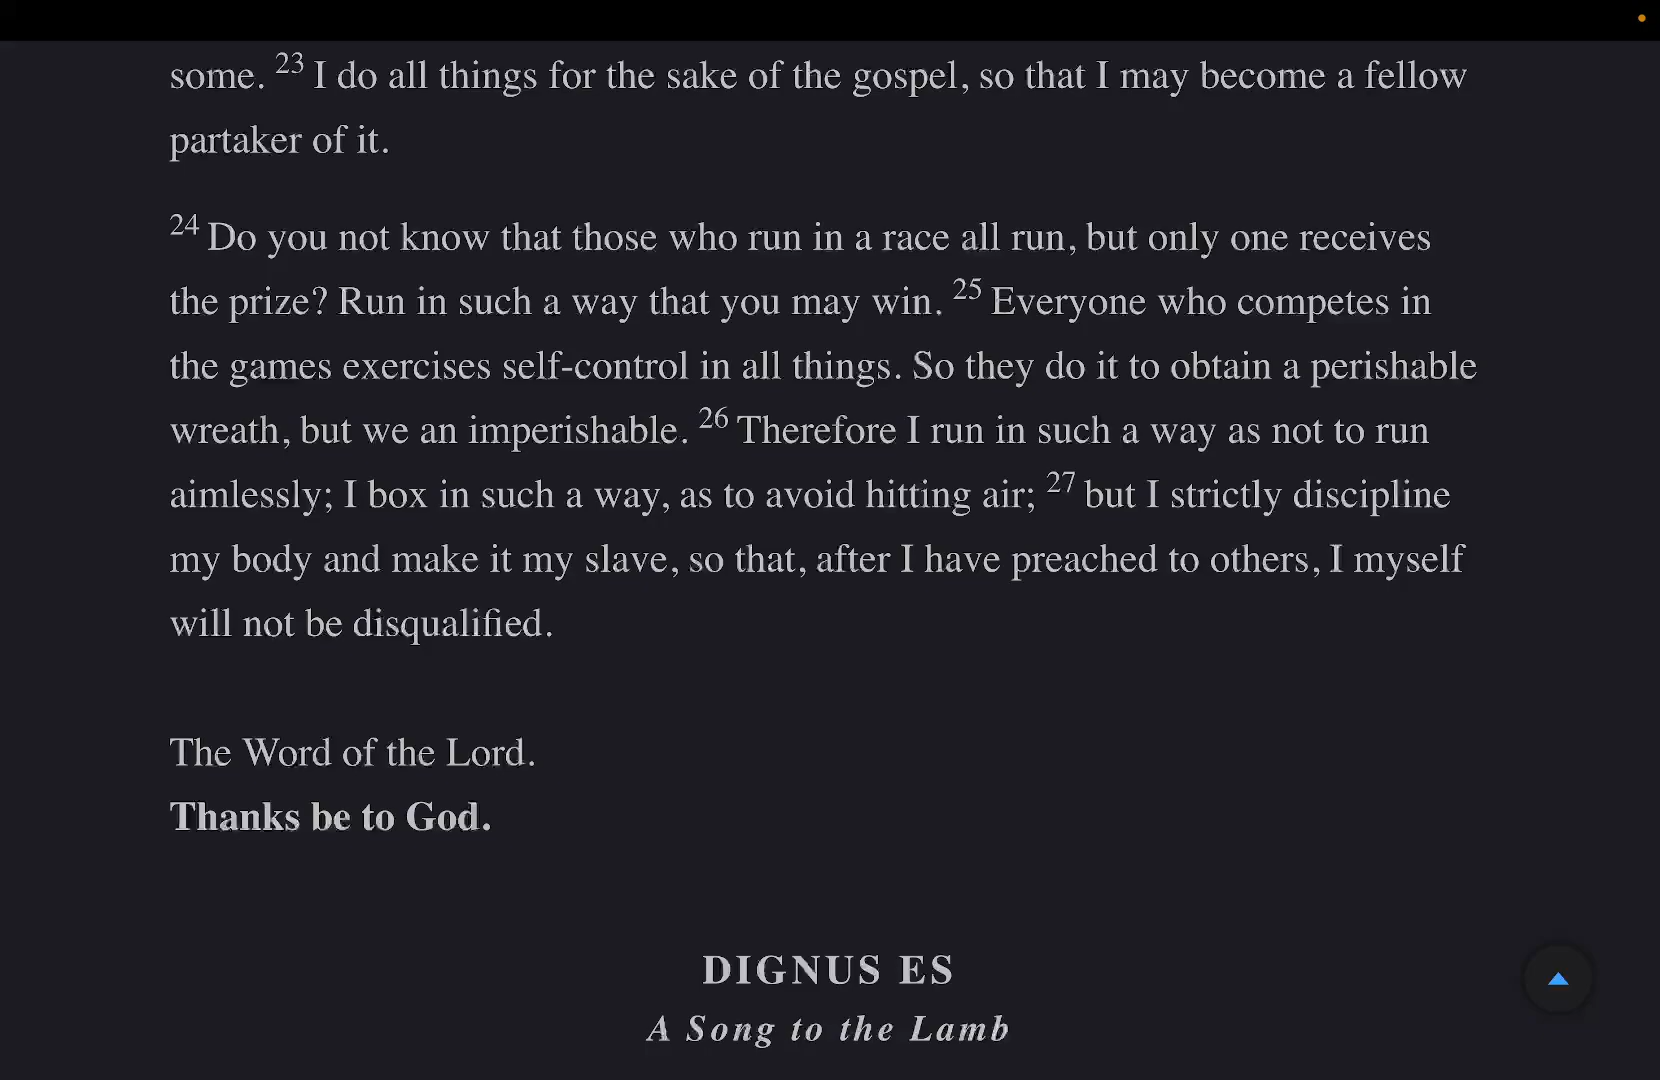 some. 23 I do all things for the sake of the gospel, so that I may become a fellow
partaker of it.
24 Do you not know that those who run in a race all run, but only one receives
the prize? Run in such a way that you may win. 25 Everyone who competes in
the games exercises self-control in all things. So they do it to obtain a perishable
wreath, but we an imperishable. 26 Therefore I run in such a way as not to run
aimlessly; I box in such a way, as to avoid hitting air; 27 but I strictly discipline
my body and make it my slave, so that, after I have preached to others, I myself
will not be disqualified.
The Word of the Lord.
Thanks be to God.
DIGNUS ES
A Song to the Lamb